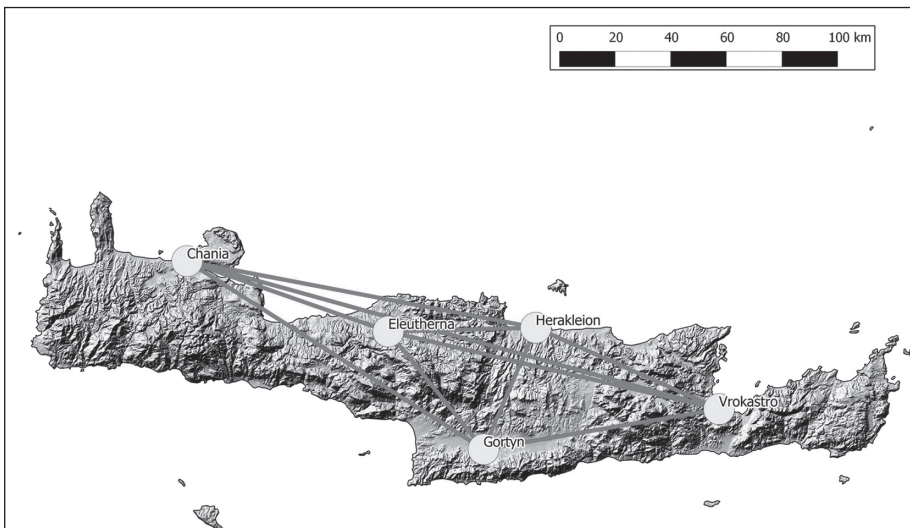 0 20 40 60 80 100 km
Chania
Eleutherna
Herakleion
Vrokastro
Gortyn